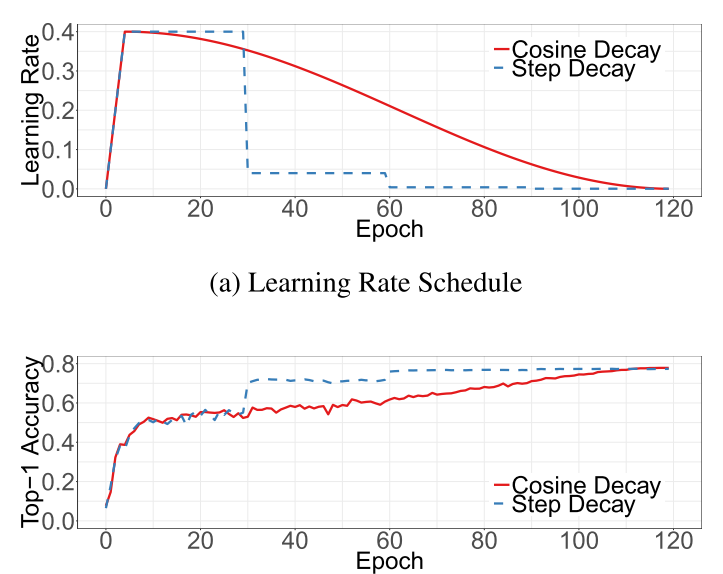 Learning Rate
0.4
0.3
0.2
0.1
0.0
Cosine Decay
Step Decay
0 20 40 60 80 100 120
Epoch
(a) Learning Rate Schedule
Top-1 Accuracy
0.8
0.6
0.4
0.2
0.0
Cosine Decay
Step Decay
0 20 40 60 80 100 120
Epoch